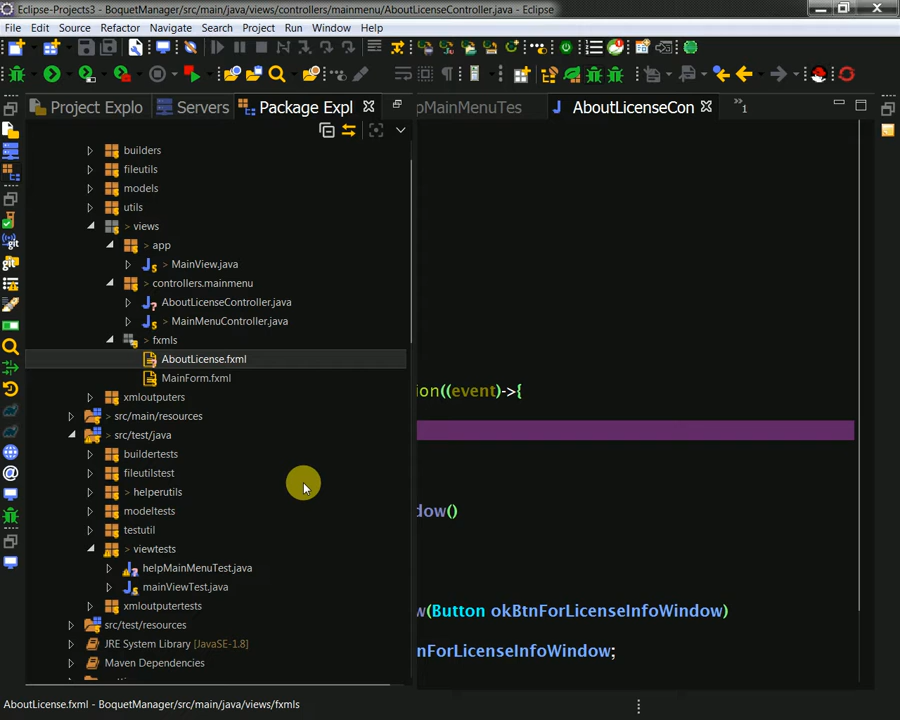 Eclipse-Projects3 - BoquetManager/src/main/java/views/controllers/mainmenu/AboutLicenseController.java - Eclipse
File Edit Source Refactor Navigate Search Project Run Window Help
Project Explo Servers Package Expl pMainMenuTes AboutLicenseCon »1
builders
fileutils
models
utils
> views
> app
> MainView.java
> controllers.mainmenu
AboutLicenseController.java
> MainMenuController.java
> fxmls
AboutLicense.fxml
MainForm.fxml
xmloutputers
> src/main/resources
> src/test/java
buildertests
fileutilstest
> helperutils
modeltests
testutil
> viewtests
helpMainMenuTest.java
mainViewTest.java
xmloutputertests
src/test/resources
JRE System Library [JavaSE-1.8]
Maven Dependencies
ion((event)->{
dow()
w(Button okBtnForLicenseInfoWindow)
nForLicenseInfoWindow;
AboutLicense.fxml - BoquetManager/src/main/java/views/fxmls